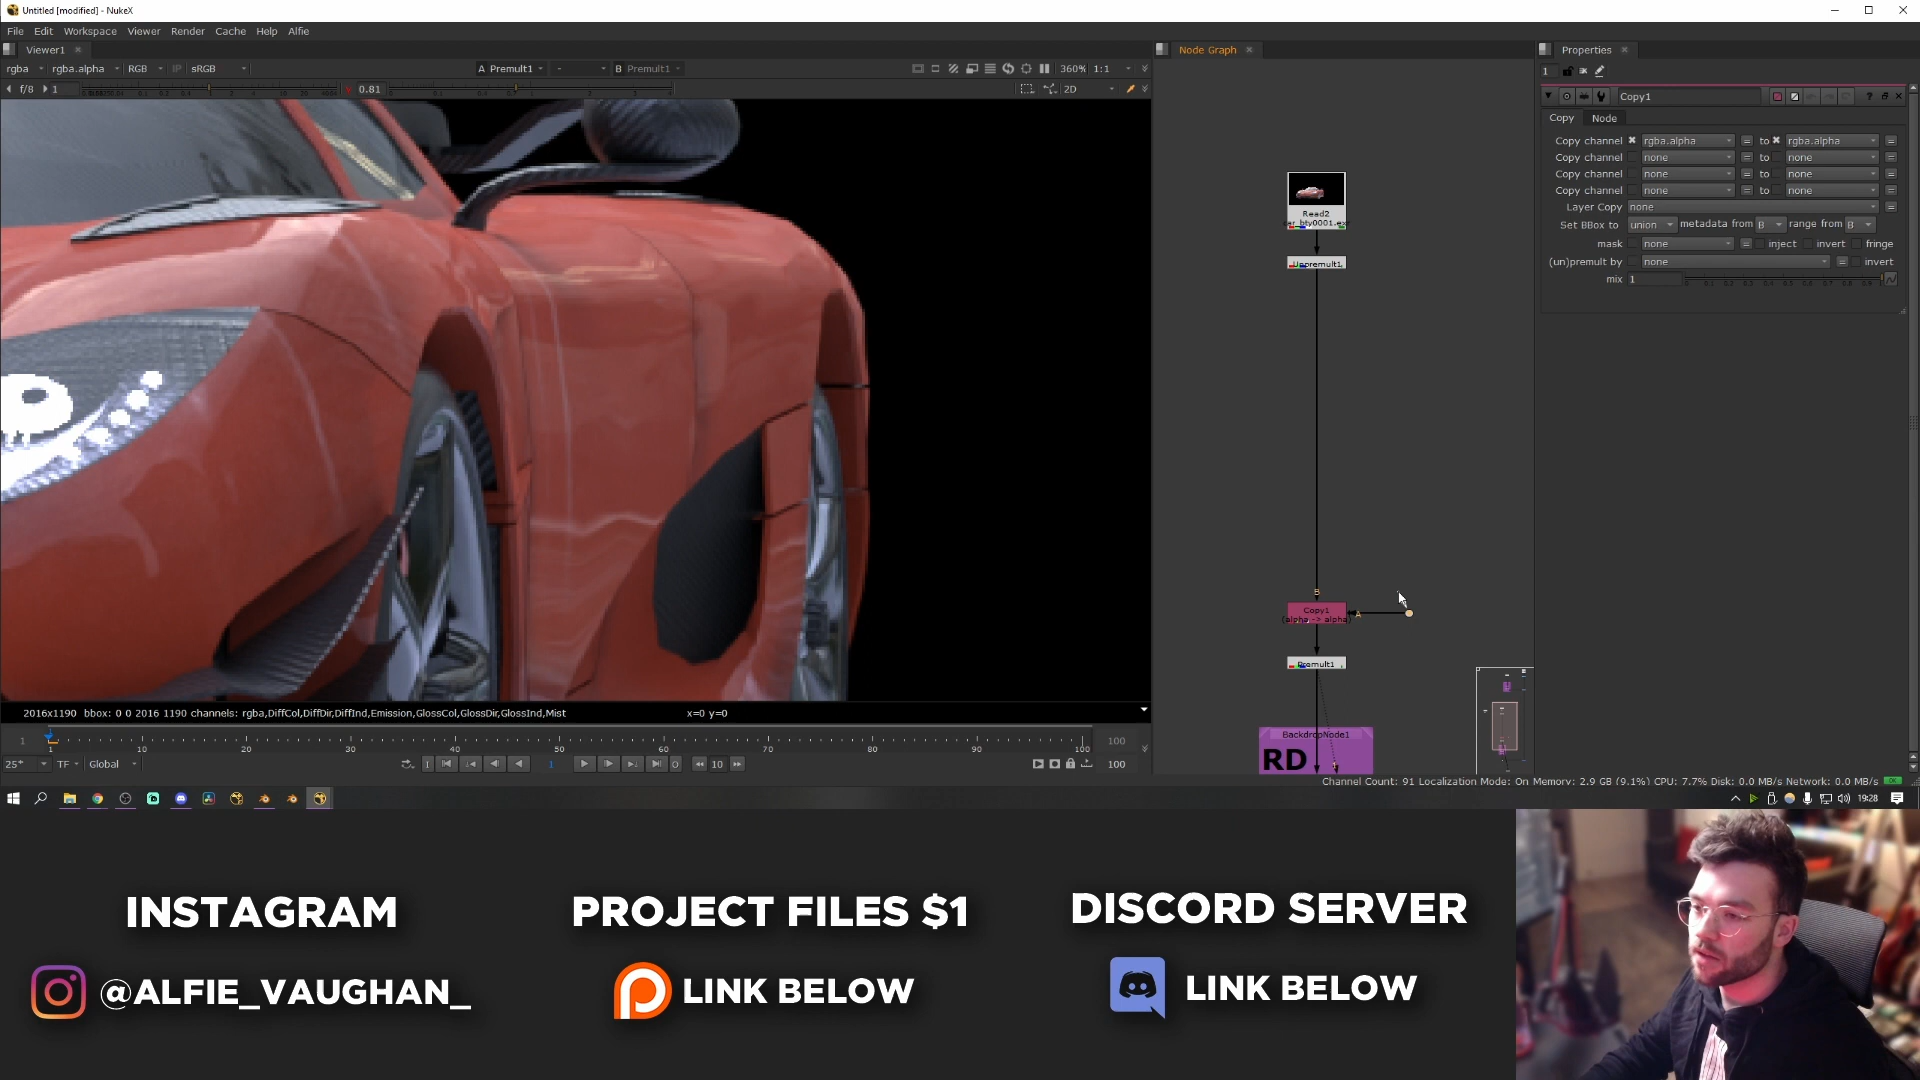 Untitled [modified] - NukeX
File Edit Workspace Viewer Render Cache Help Alfie
Viewer1
rgba rgba.alpha RGB IP sRGB A Premult1 - B Premult1 360% 1:1
f/8 1 0.81 2D
2016x1190 bbox: 0 0 2016 1190 channels: rgba,DiffCol,DiffDir,DiffInd,Emission,GlossCol,GlossDir,GlossInd,Mist x=0 y=0
1 1 10 20 30 40 50 60 70 80 90 100 100
25* TF Global 1 10 100
Node Graph
Read2
car_bty0001.exr
Unpremult1
B
Copy1
(alpha -> alpha)
A
Premult1
BackdropNode1
RD
Properties
1
Copy1
Copy Node
Copy channel rgba.alpha to rgba.alpha
Copy channel none to none
Copy channel none to none
Copy channel none to none
Layer Copy none
Set BBox to union metadata from B range from B
mask none inject invert fringe
(un)premult by none invert
mix 1
Channel Count: 91 Localization Mode: On Memory: 2.9 GB (9.1%) CPU: 7.7% Disk: 0.0 MB/s Network: 0.0 MB/s
19:28
INSTAGRAM
@ALFIE_VAUGHAN_
PROJECT FILES $1
LINK BELOW
DISCORD SERVER
LINK BELOW